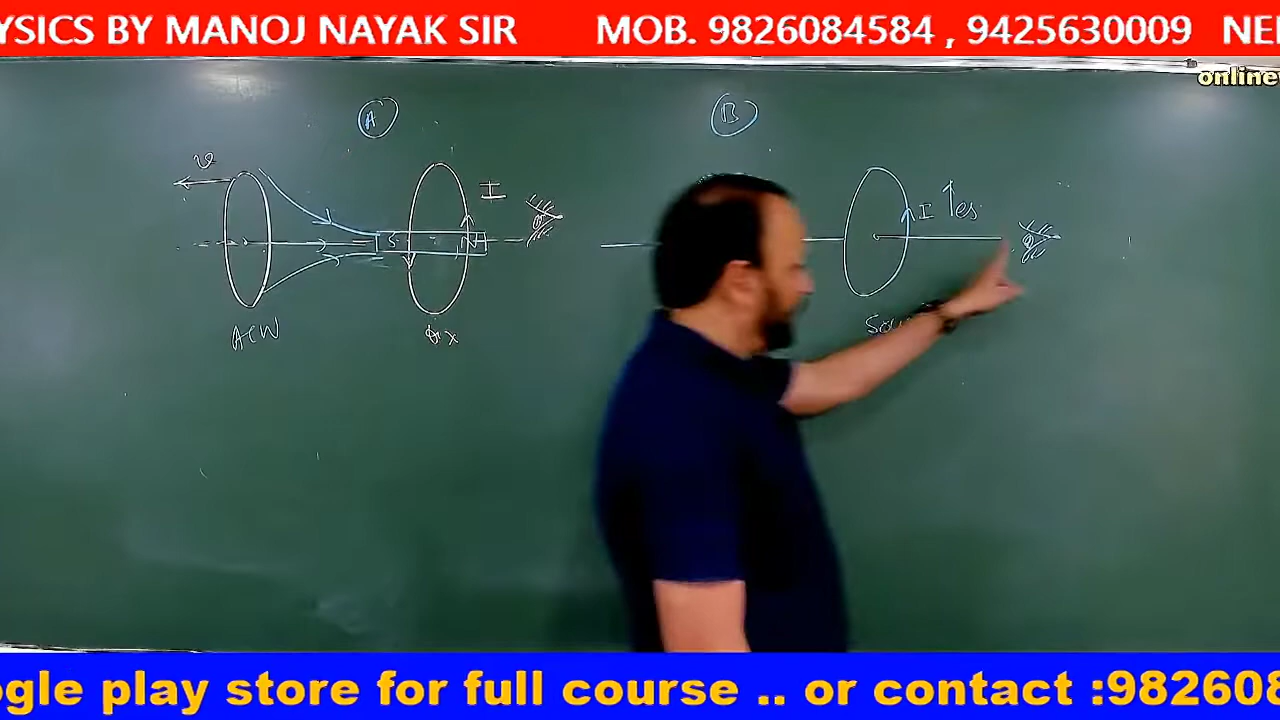 YSICS BY MANOJ NAYAK SIR MOB. 9826084584 , 9425630009 NE
online
A
B
v
I
I ↑es
S
N
ACW
ogle play store for full course .. or contact :982608